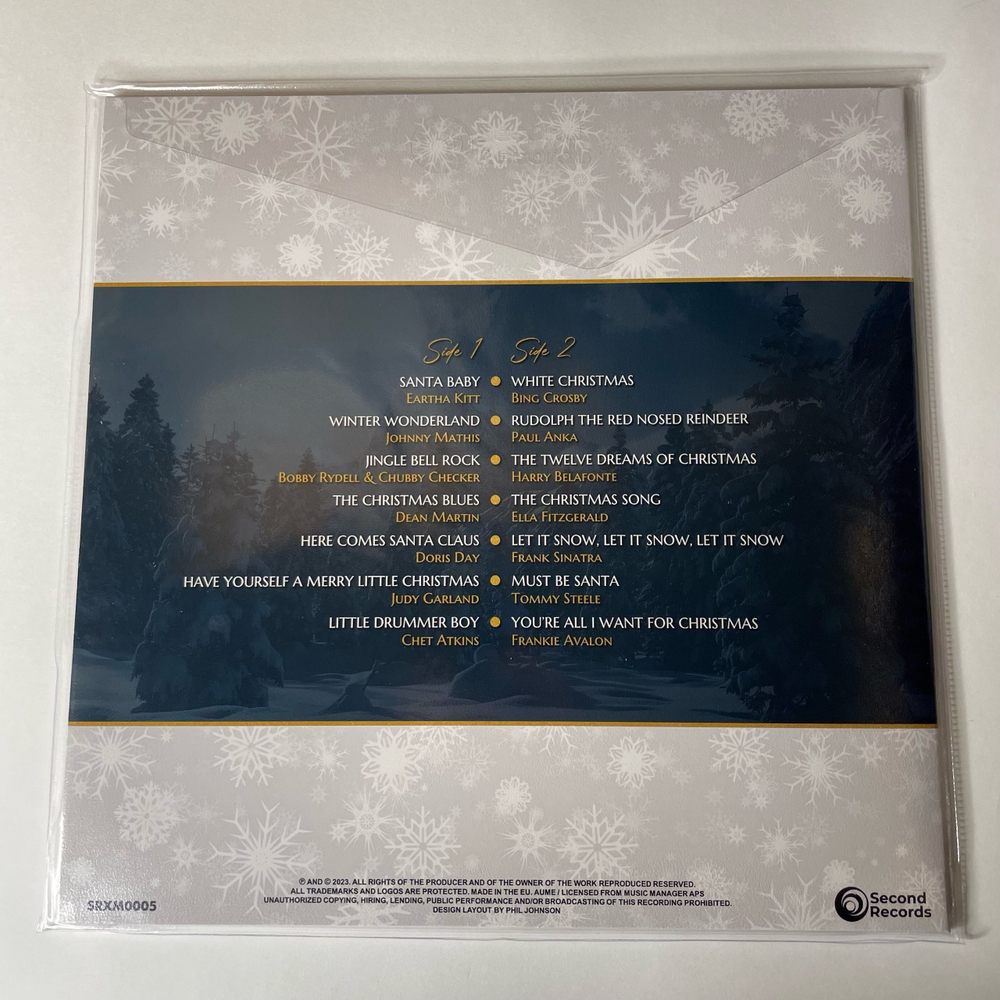 Side 1
SANTA BABY
EARTHA KITT
WINTER WONDERLAND
JOHNNY MATHIS
JINGLE BELL ROCK
BOBBY RYDELL & CHUBBY CHECKER
THE CHRISTMAS BLUES
DEAN MARTIN
HERE COMES SANTA CLAUS
DORIS DAY
HAVE YOURSELF A MERRY LITTLE CHRISTMAS
JUDY GARLAND
LITTLE DRUMMER BOY
CHET ATKINS
Side 2
WHITE CHRISTMAS
BING CROSBY
RUDOLPH THE RED NOSED REINDEER
PAUL ANKA
THE TWELVE DREAMS OF CHRISTMAS
HARRY BELAFONTE
THE CHRISTMAS SONG
ELLA FITZGERALD
LET IT SNOW, LET IT SNOW, LET IT SNOW
FRANK SINATRA
MUST BE SANTA
TOMMY STEELE
YOU'RE ALL I WANT FOR CHRISTMAS
FRANKIE AVALON
℗ AND © 2023. ALL RIGHTS OF THE PRODUCER AND OF THE OWNER OF THE WORK REPRODUCED RESERVED.
ALL TRADEMARKS AND LOGOS ARE PROTECTED. MADE IN THE EU. AUME / LICENSED FROM MUSIC MANAGER APS
UNAUTHORIZED COPYING, HIRING, LENDING, PUBLIC PERFORMANCE AND/OR BROADCASTING OF THIS RECORDING PROHIBITED.
DESIGN LAYOUT BY PHIL JOHNSON
SRXM0005
Second
Records